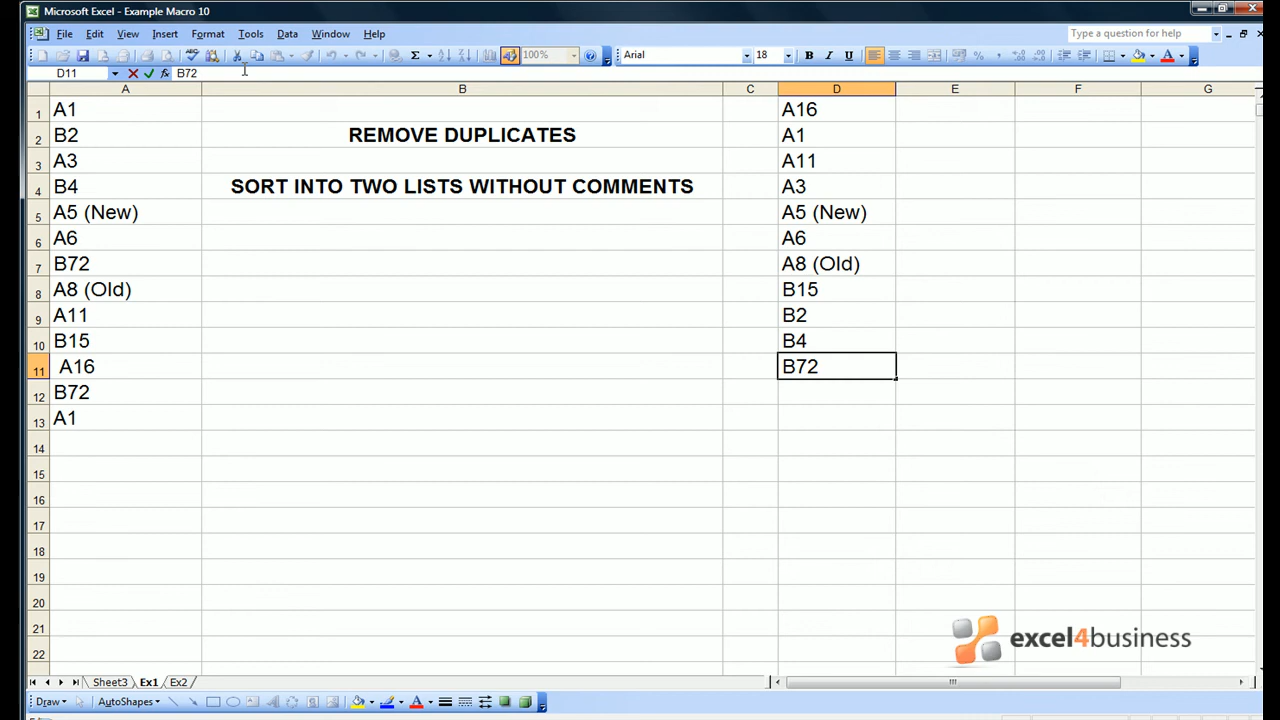 Microsoft Excel - Example Macro 10
File Edit View Insert Format Tools Data Window Help Type a question for help
100% Arial 18 B I U
D11 fx B72
A B C D E F G
1 A1 A16
2 B2 REMOVE DUPLICATES A1
3 A3 A11
4 B4 SORT INTO TWO LISTS WITHOUT COMMENTS A3
5 A5 (New) A5 (New)
6 A6 A6
7 B72 A8 (Old)
8 A8 (Old) B15
9 A11 B2
10 B15 B4
11 A16 B72
12 B72
13 A1
14
15
16
17
18
19
20
21
22
excel4business
Sheet3 Ex1 Ex2
Draw AutoShapes